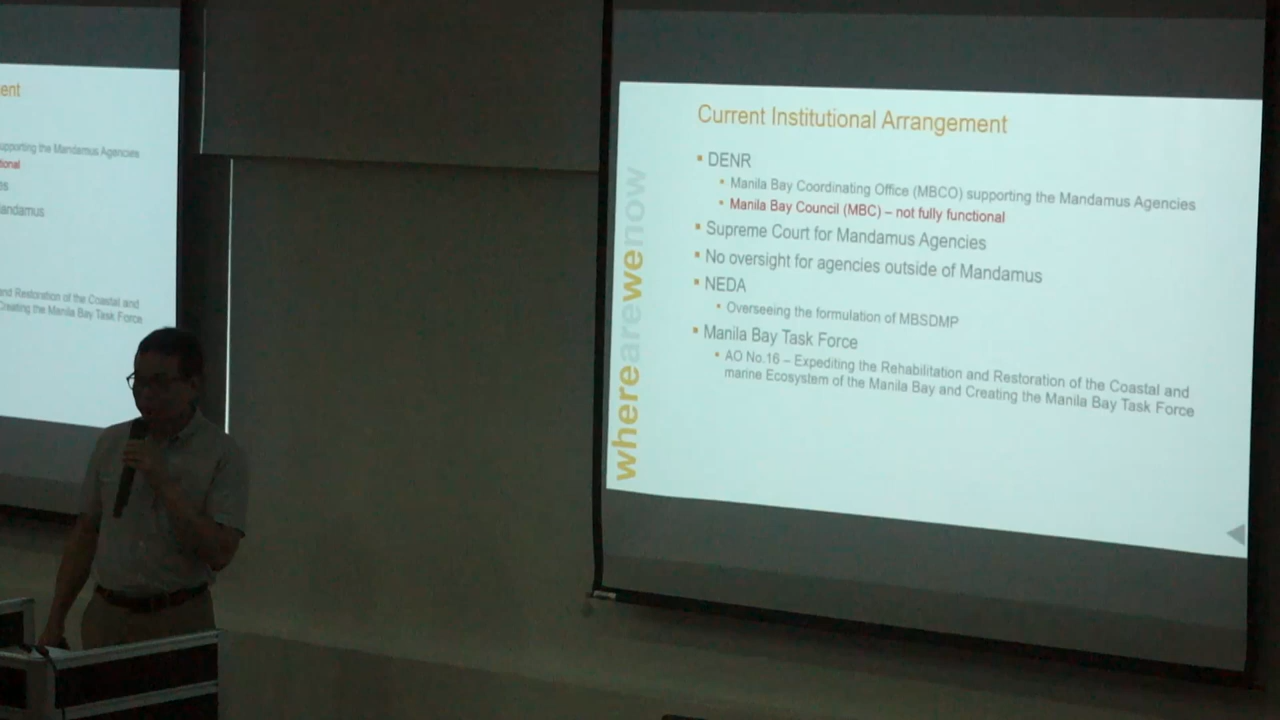 ent
upporting the Mandamus Agencies
tional
es
landamus
and Restoration of the Coastal and
Creating the Manila Bay Task Force
wherearewenow
Current Institutional Arrangement
▪ DENR
▪ Manila Bay Coordinating Office (MBCO) supporting the Mandamus Agencies
▪ Manila Bay Council (MBC) – not fully functional
▪ Supreme Court for Mandamus Agencies
▪ No oversight for agencies outside of Mandamus
▪ NEDA
▪ Overseeing the formulation of MBSDMP
▪ Manila Bay Task Force
▪ AO No.16 – Expediting the Rehabilitation and Restoration of the Coastal and
marine Ecosystem of the Manila Bay and Creating the Manila Bay Task Force